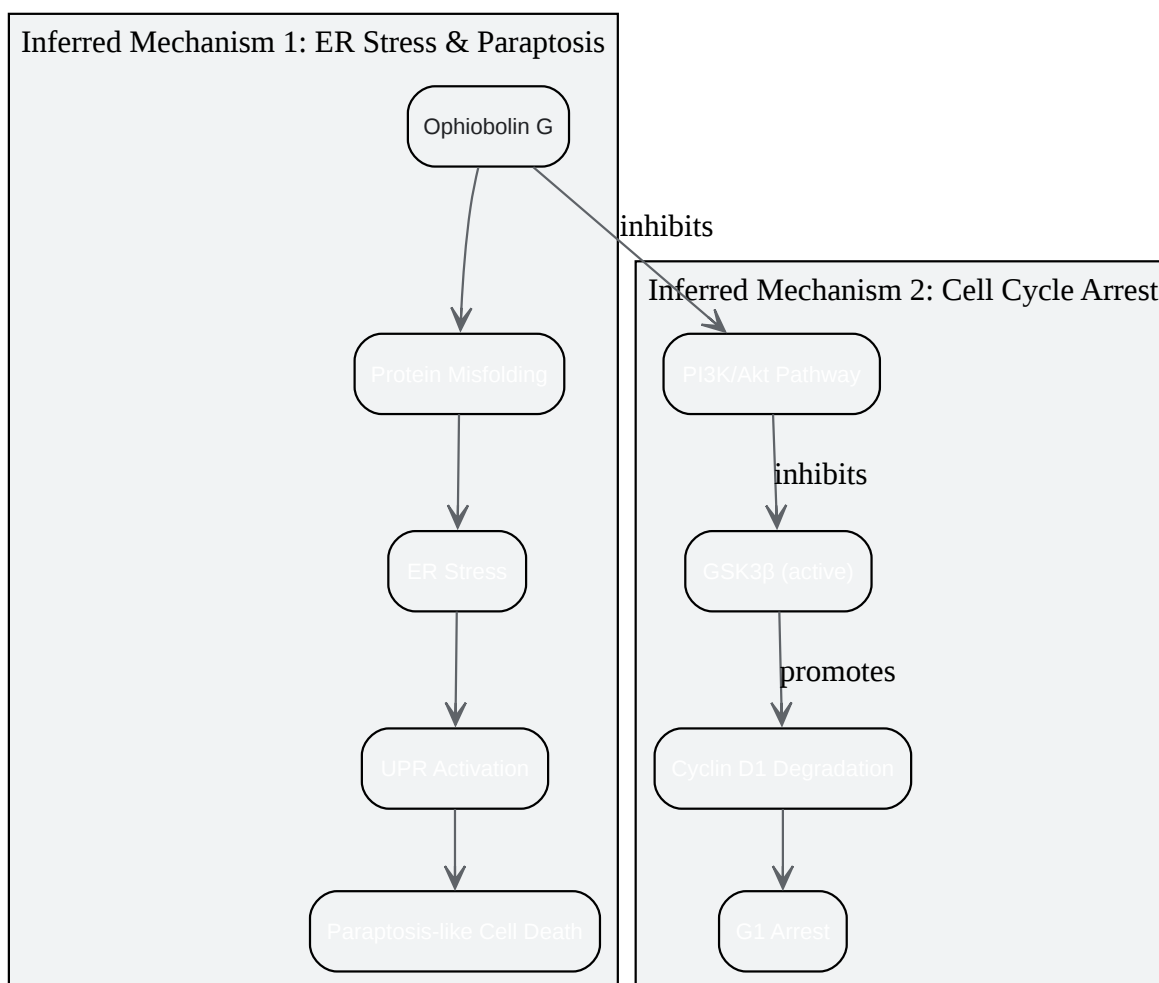 Inferred Mechanism 1: ER Stress & Paraptosis
Ophiobolin G
inhibits
Inferred Mechanism 2: Cell Cycle Arrest
Protein Misfolding
PI3K/Akt Pathway
inhibits
ER Stress
GSK3β (active)
promotes
UPR Activation
Cyclin D1 Degradation
Paraptosis-like Cell Death
G1 Arrest